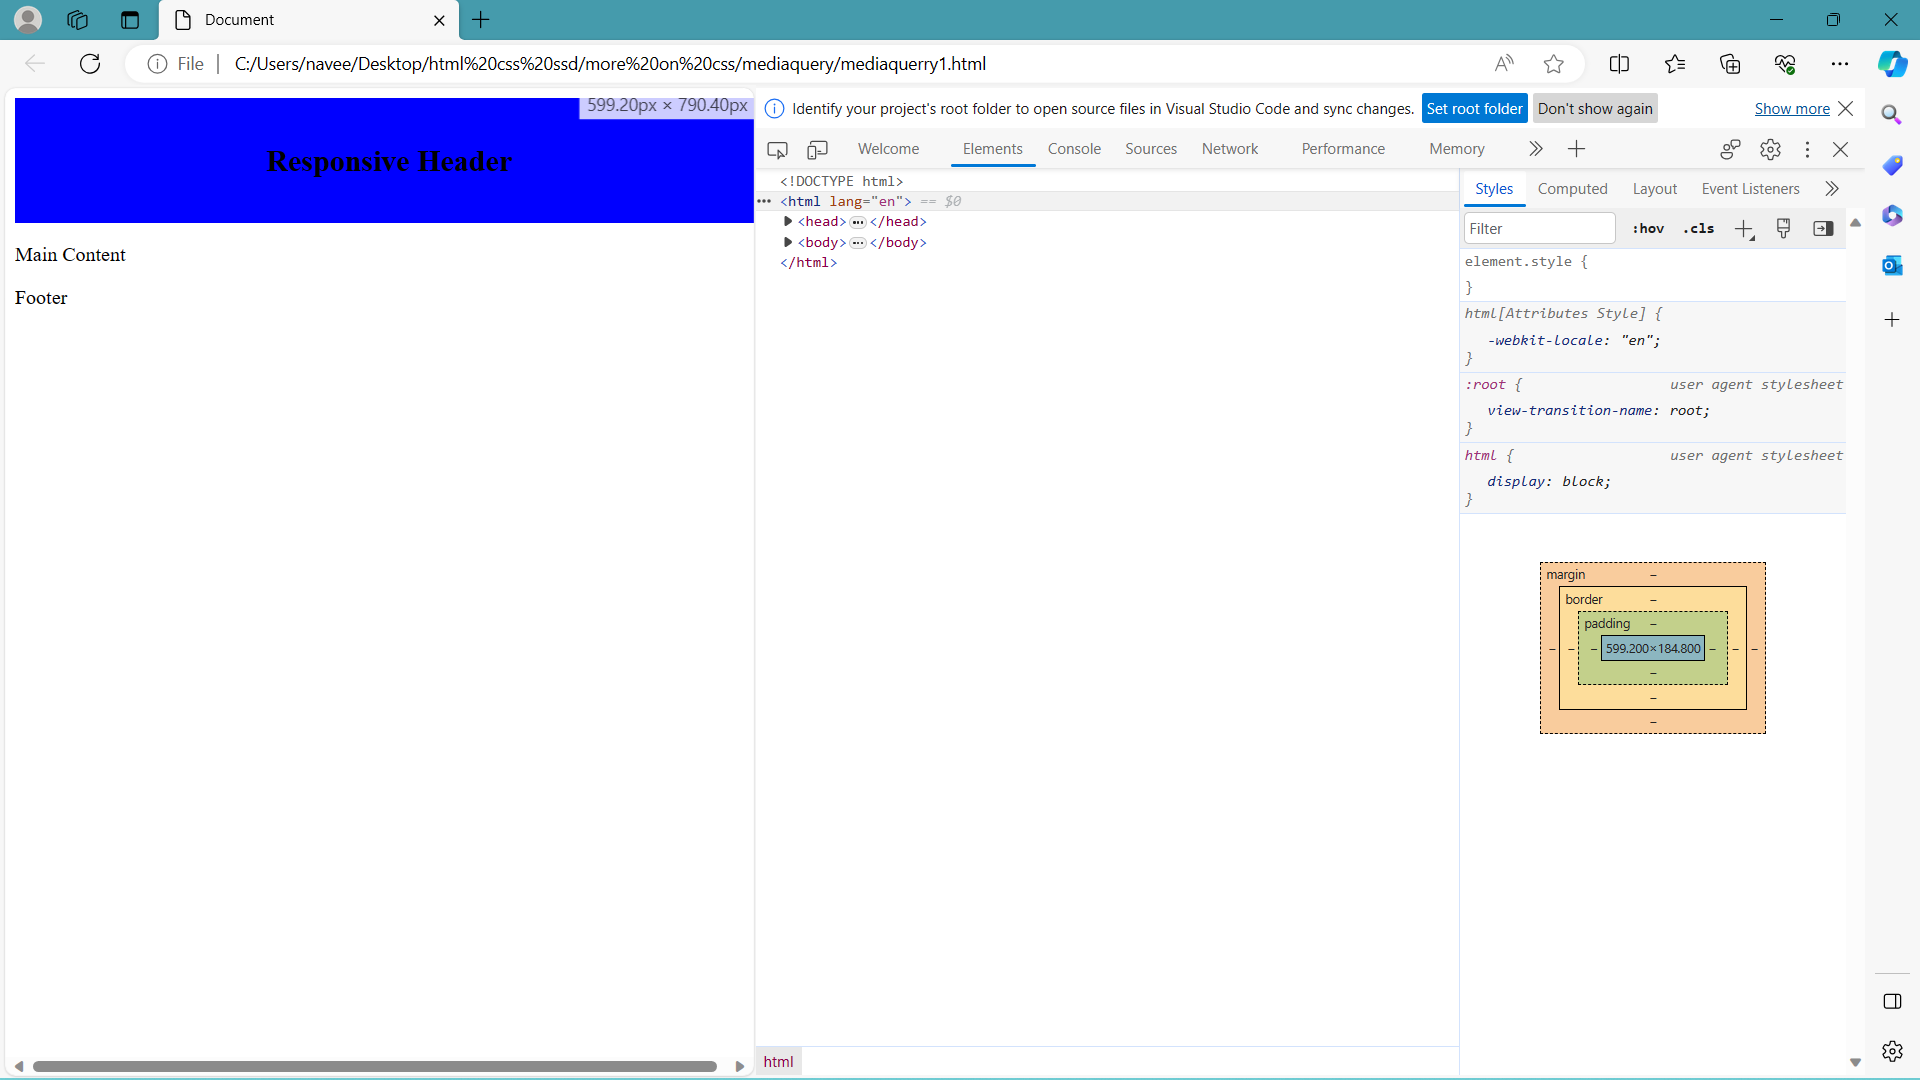 Document
File
C:/Users/navee/Desktop/html%20css%20ssd/more%20on%20css/mediaquery/mediaquerry1.html
599.20px × 790.40px
Responsive Header
Main Content
Footer
Identify your project's root folder to open source files in Visual Studio Code and sync changes.
Set root folder
Don't show again
Show more
Welcome
Elements
Console
Sources
Network
Performance
Memory
<!DOCTYPE html>
<html lang="en"> == $0
<head> ··· </head>
<body> ··· </body>
</html>
html
Styles
Computed
Layout
Event Listeners
Filter
:hov
.cls
element.style {
}
html[Attributes Style] {
-webkit-locale: "en";
}
:root { user agent stylesheet
view-transition-name: root;
}
html { user agent stylesheet
display: block;
}
margin –
border –
padding –
– – – 599.200×184.800 – – –
–
–
–